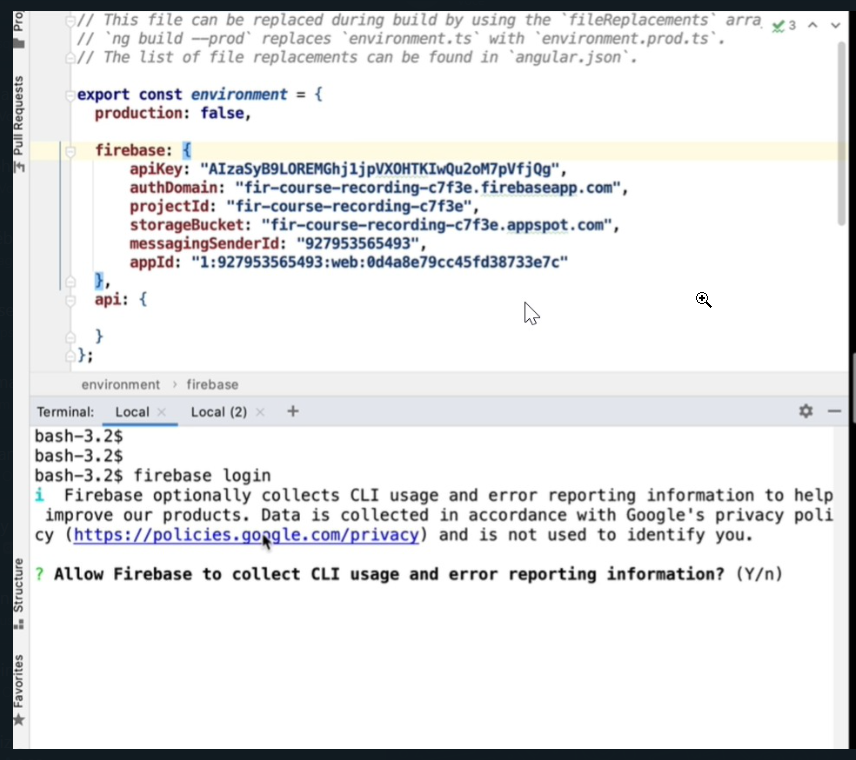 // This file can be replaced during build by using the `fileReplacements` arra
3
// `ng build --prod` replaces `environment.ts` with `environment.prod.ts`.
// The list of file replacements can be found in `angular.json`.
export const environment = {
production: false,
firebase: {
apiKey: "AIzaSyB9LOREMGhj1jpVXOHTKIwQu2oM7pVfjQg",
authDomain: "fir-course-recording-c7f3e.firebaseapp.com",
projectId: "fir-course-recording-c7f3e",
storageBucket: "fir-course-recording-c7f3e.appspot.com",
messagingSenderId: "927953565493",
appId: "1:927953565493:web:0d4a8e79cc45fd38733e7c"
},
api: {
}
};
environment › firebase
Terminal: Local × Local (2) × +
bash-3.2$
bash-3.2$
bash-3.2$ firebase login
i Firebase optionally collects CLI usage and error reporting information to help
improve our products. Data is collected in accordance with Google's privacy poli
cy (https://policies.google.com/privacy) and is not used to identify you.
? Allow Firebase to collect CLI usage and error reporting information? (Y/n)
Pro
Pull Requests
Structure
Favorites